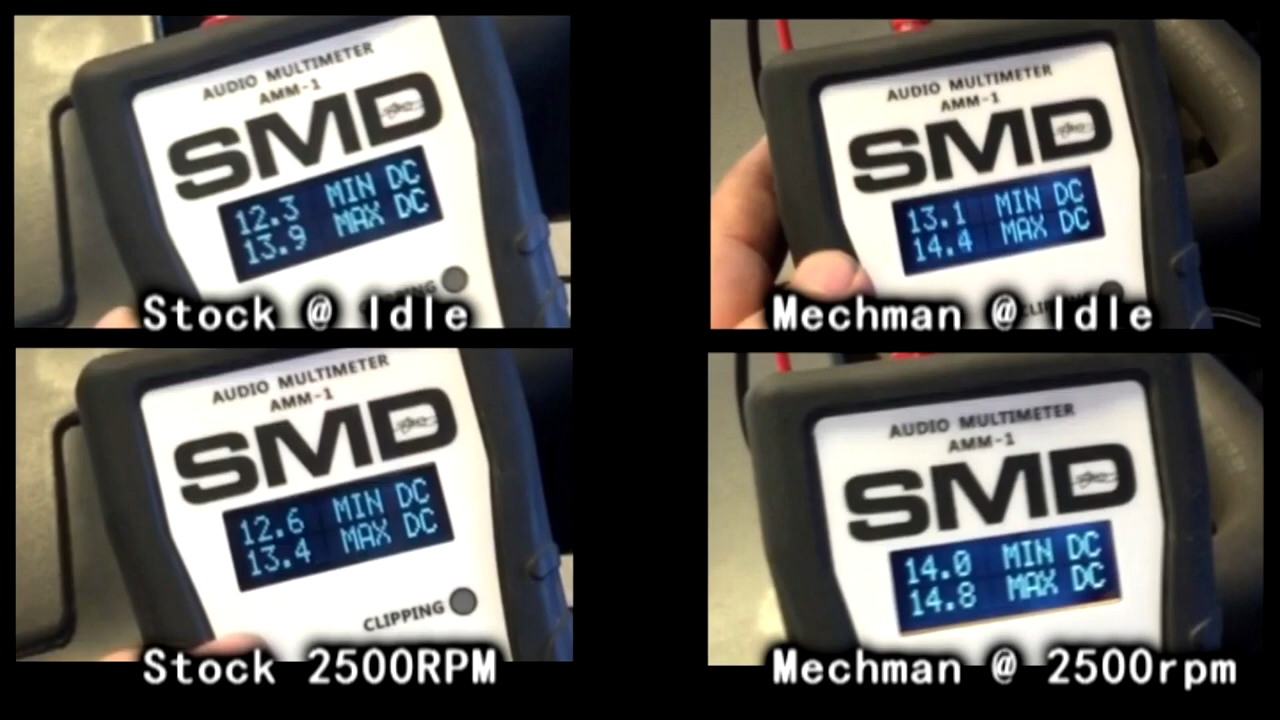 AUDIO MULTIMETER
AMM-1
SMD
12.3 MIN DC
13.9 MAX DC
Stock @ Idle
AUDIO MULTIMETER
AMM-1
SMD
13.1 MIN DC
14.4 MAX DC
Mechman @ Idle
AUDIO MULTIMETER
AMM-1
SMD
12.6 MIN DC
13.4 MAX DC
CLIPPING
Stock 2500RPM
AUDIO MULTIMETER
AMM-1
SMD
14.0 MIN DC
14.8 MAX DC
Mechman @ 2500rpm